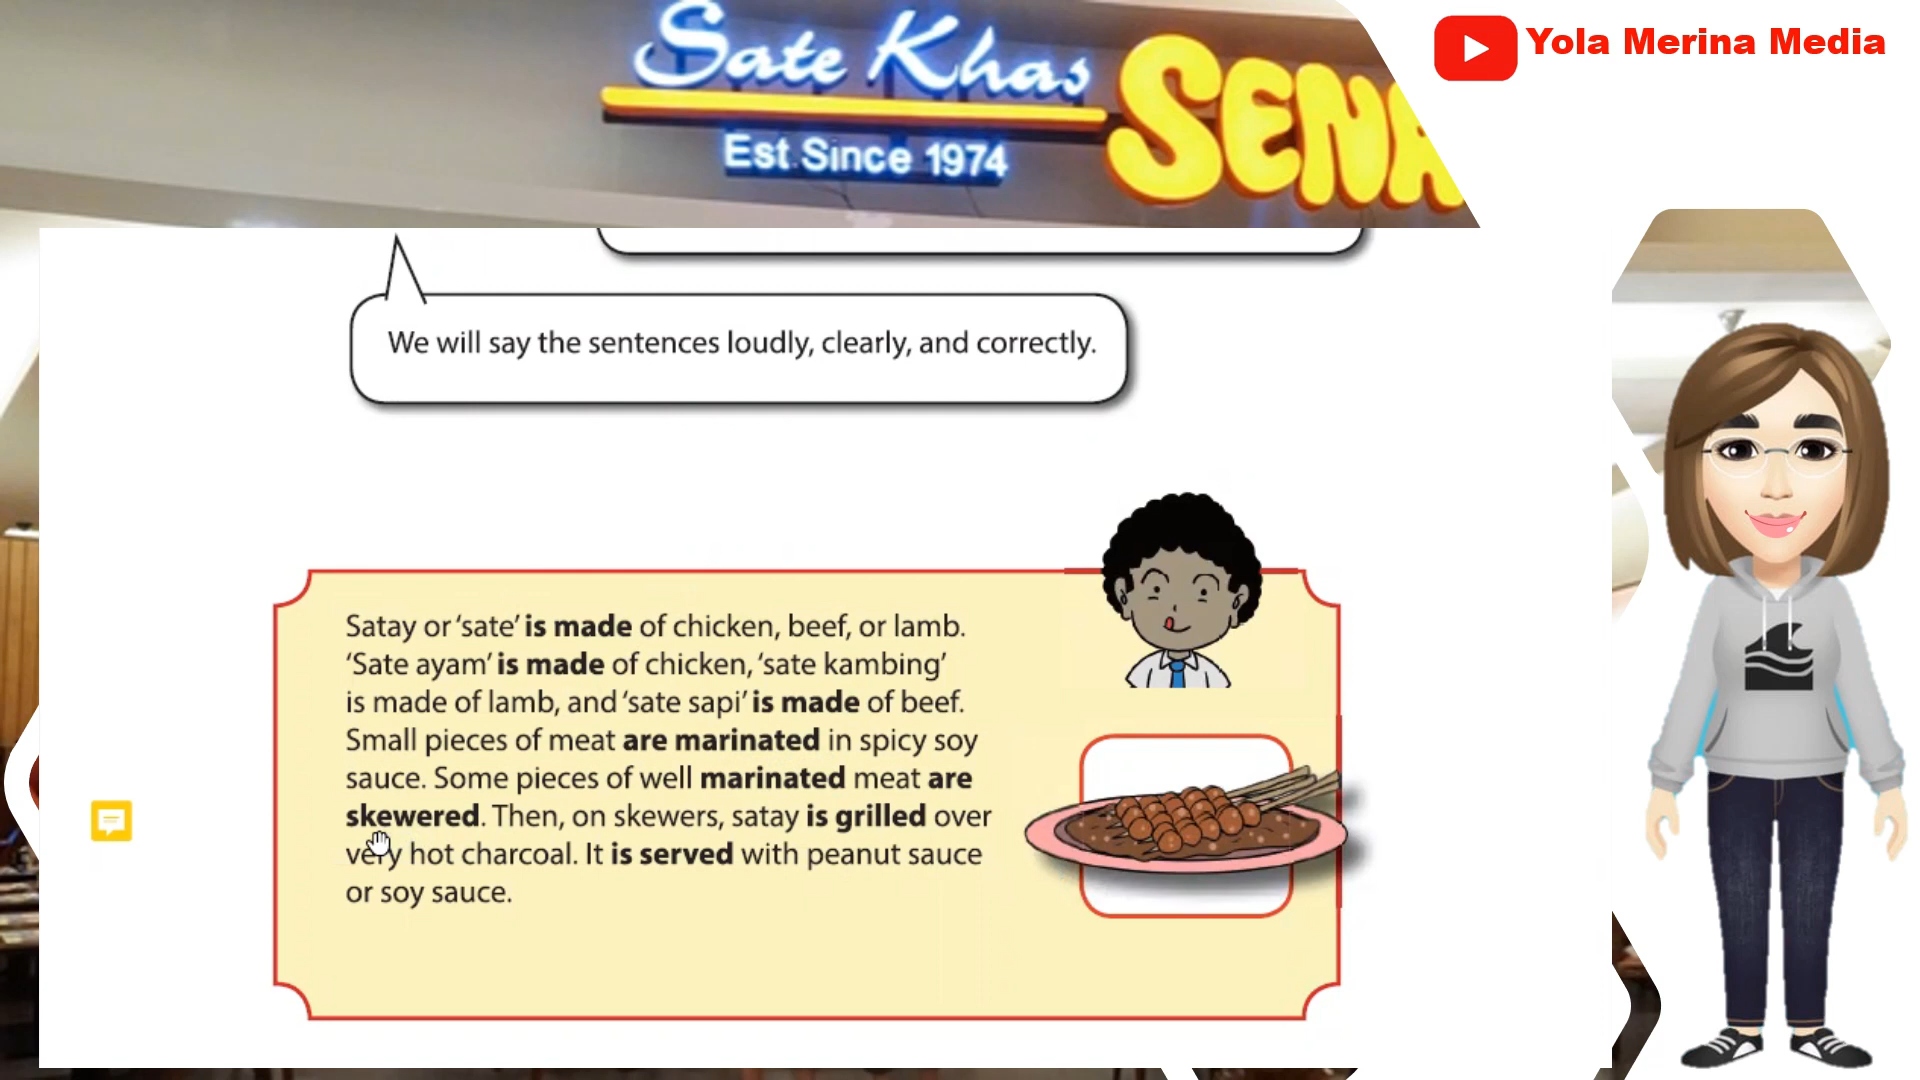 Sate Khas
Est Since 1974
Yola Merina Media
We will say the sentences loudly, clearly, and correctly.
Satay or ‘sate’ is made of chicken, beef, or lamb.
‘Sate ayam’ is made of chicken, ‘sate kambing’
is made of lamb, and ‘sate sapi’ is made of beef.
Small pieces of meat are marinated in spicy soy
sauce. Some pieces of well marinated meat are
skewered. Then, on skewers, satay is grilled over
very hot charcoal. It is served with peanut sauce
or soy sauce.